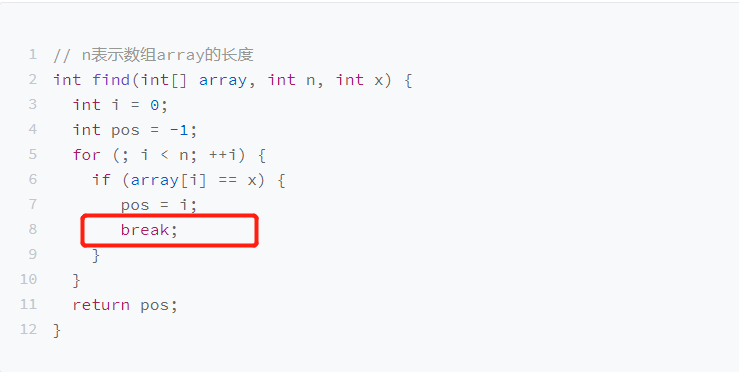 1 // n表示数组array的长度
2 int find(int[] array, int n, int x) {
3   int i = 0;
4   int pos = -1;
5   for (; i < n; ++i) {
6     if (array[i] == x) {
7        pos = i;
8        break;
9     }
10   }
11   return pos;
12 }